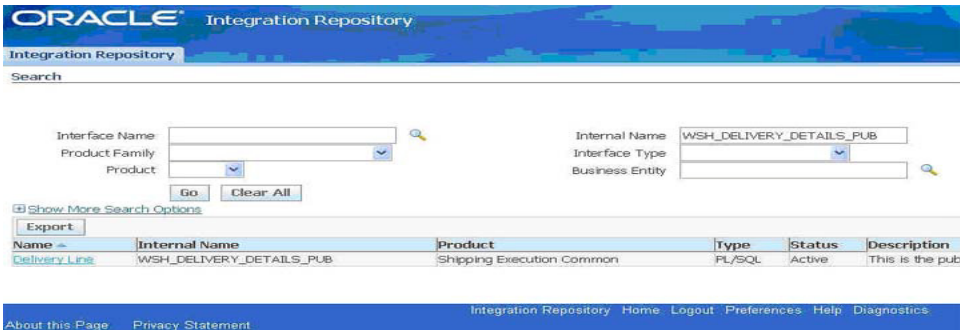 ORACLE Integration Repository
Integration Repository
Search
Interface Name Internal Name WSH_DELIVERY_DETAILS_PUB
Product Family Interface Type
Product Business Entity
Go Clear All
Show More Search Options
Export
Name Internal Name Product Type Status Description
Delivery Line WSH_DELIVERY_DETAILS_PUB Shipping Execution Common PL/SQL Active This is the pub
Integration Repository Home Logout Preferences Help Diagnostics
About this Page Privacy Statement